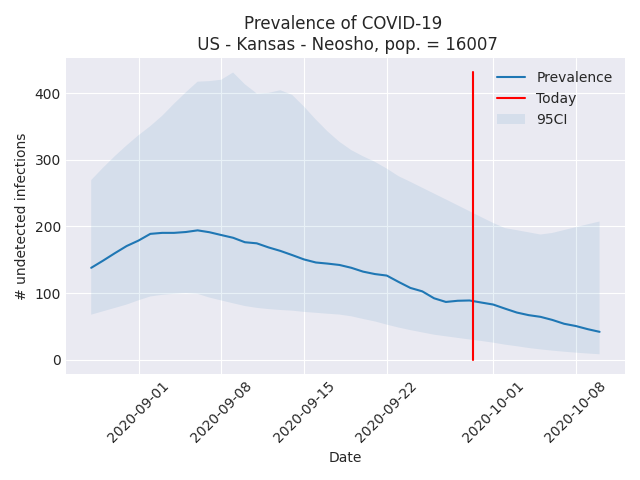 Prevalence of COVID-19
US - Kansas - Neosho, pop. = 16007
Prevalence
Today
95CI
# undetected infections
400
300
200
100
0
2020-09-01
2020-09-08
2020-09-15
2020-09-22
2020-10-01
2020-10-08
Date